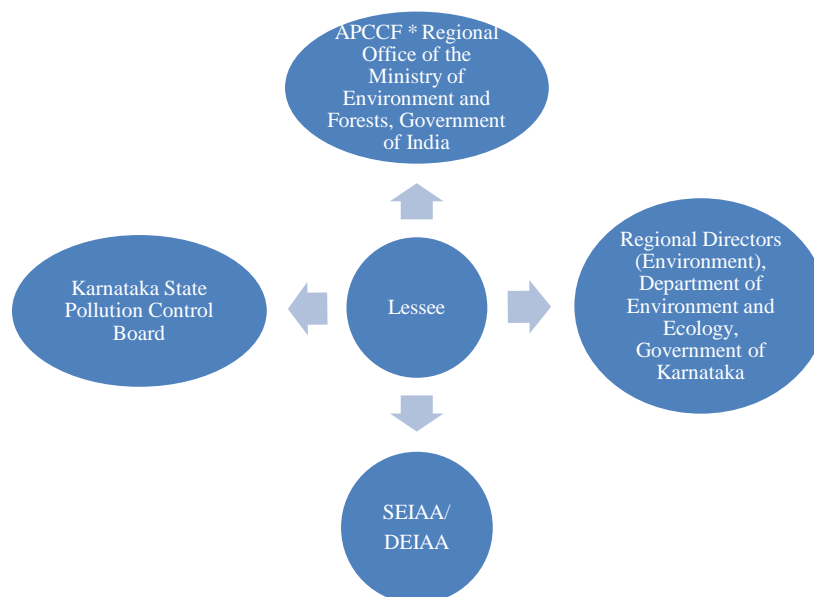 APCCF * Regional
Office of the
Ministry of
Environment and
Forests, Government
of India
Karnataka State
Pollution Control
Board
Lessee
Regional Directors
(Environment),
Department of
Environment and
Ecology,
Government of
Karnataka
SEIAA/
DEIAA